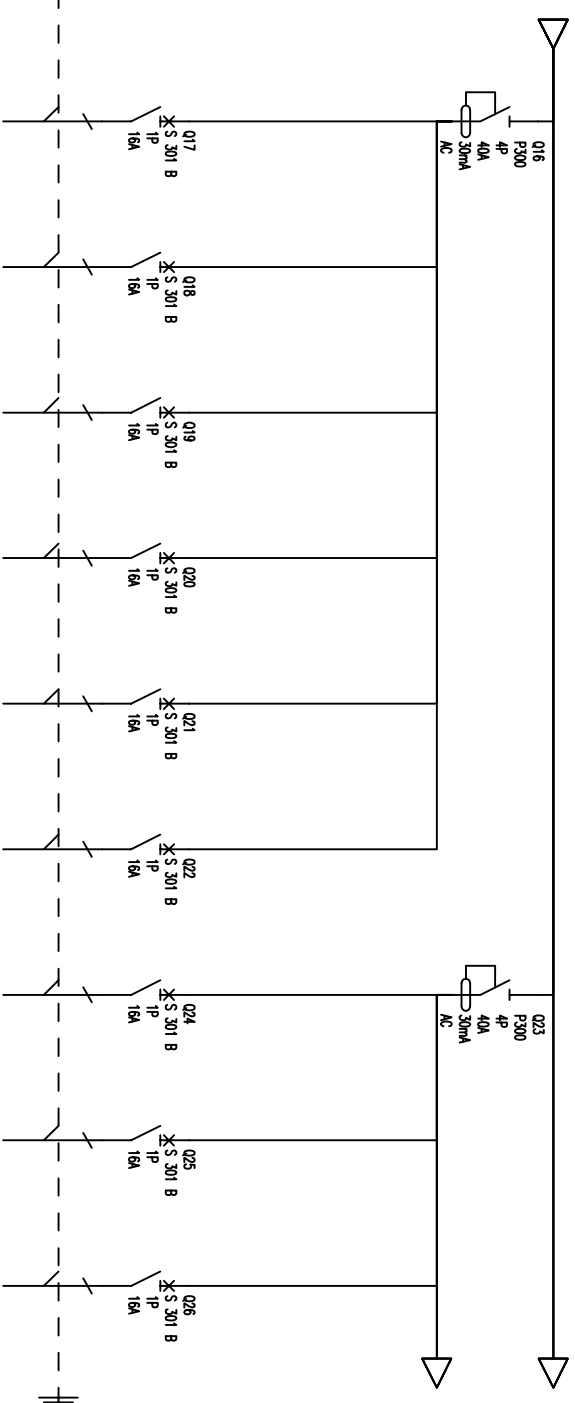 Q16
P300
4P
40A
30mA
AC
Q17
S 301 B
1P
16A
Q18
S 301 B
1P
16A
Q19
S 301 B
1P
16A
Q20
S 301 B
1P
16A
Q21
S 301 B
1P
16A
Q22
S 301 B
1P
16A
Q23
P300
4P
40A
30mA
AC
Q24
S 301 B
1P
16A
Q25
S 301 B
1P
16A
Q26
S 301 B
1P
16A